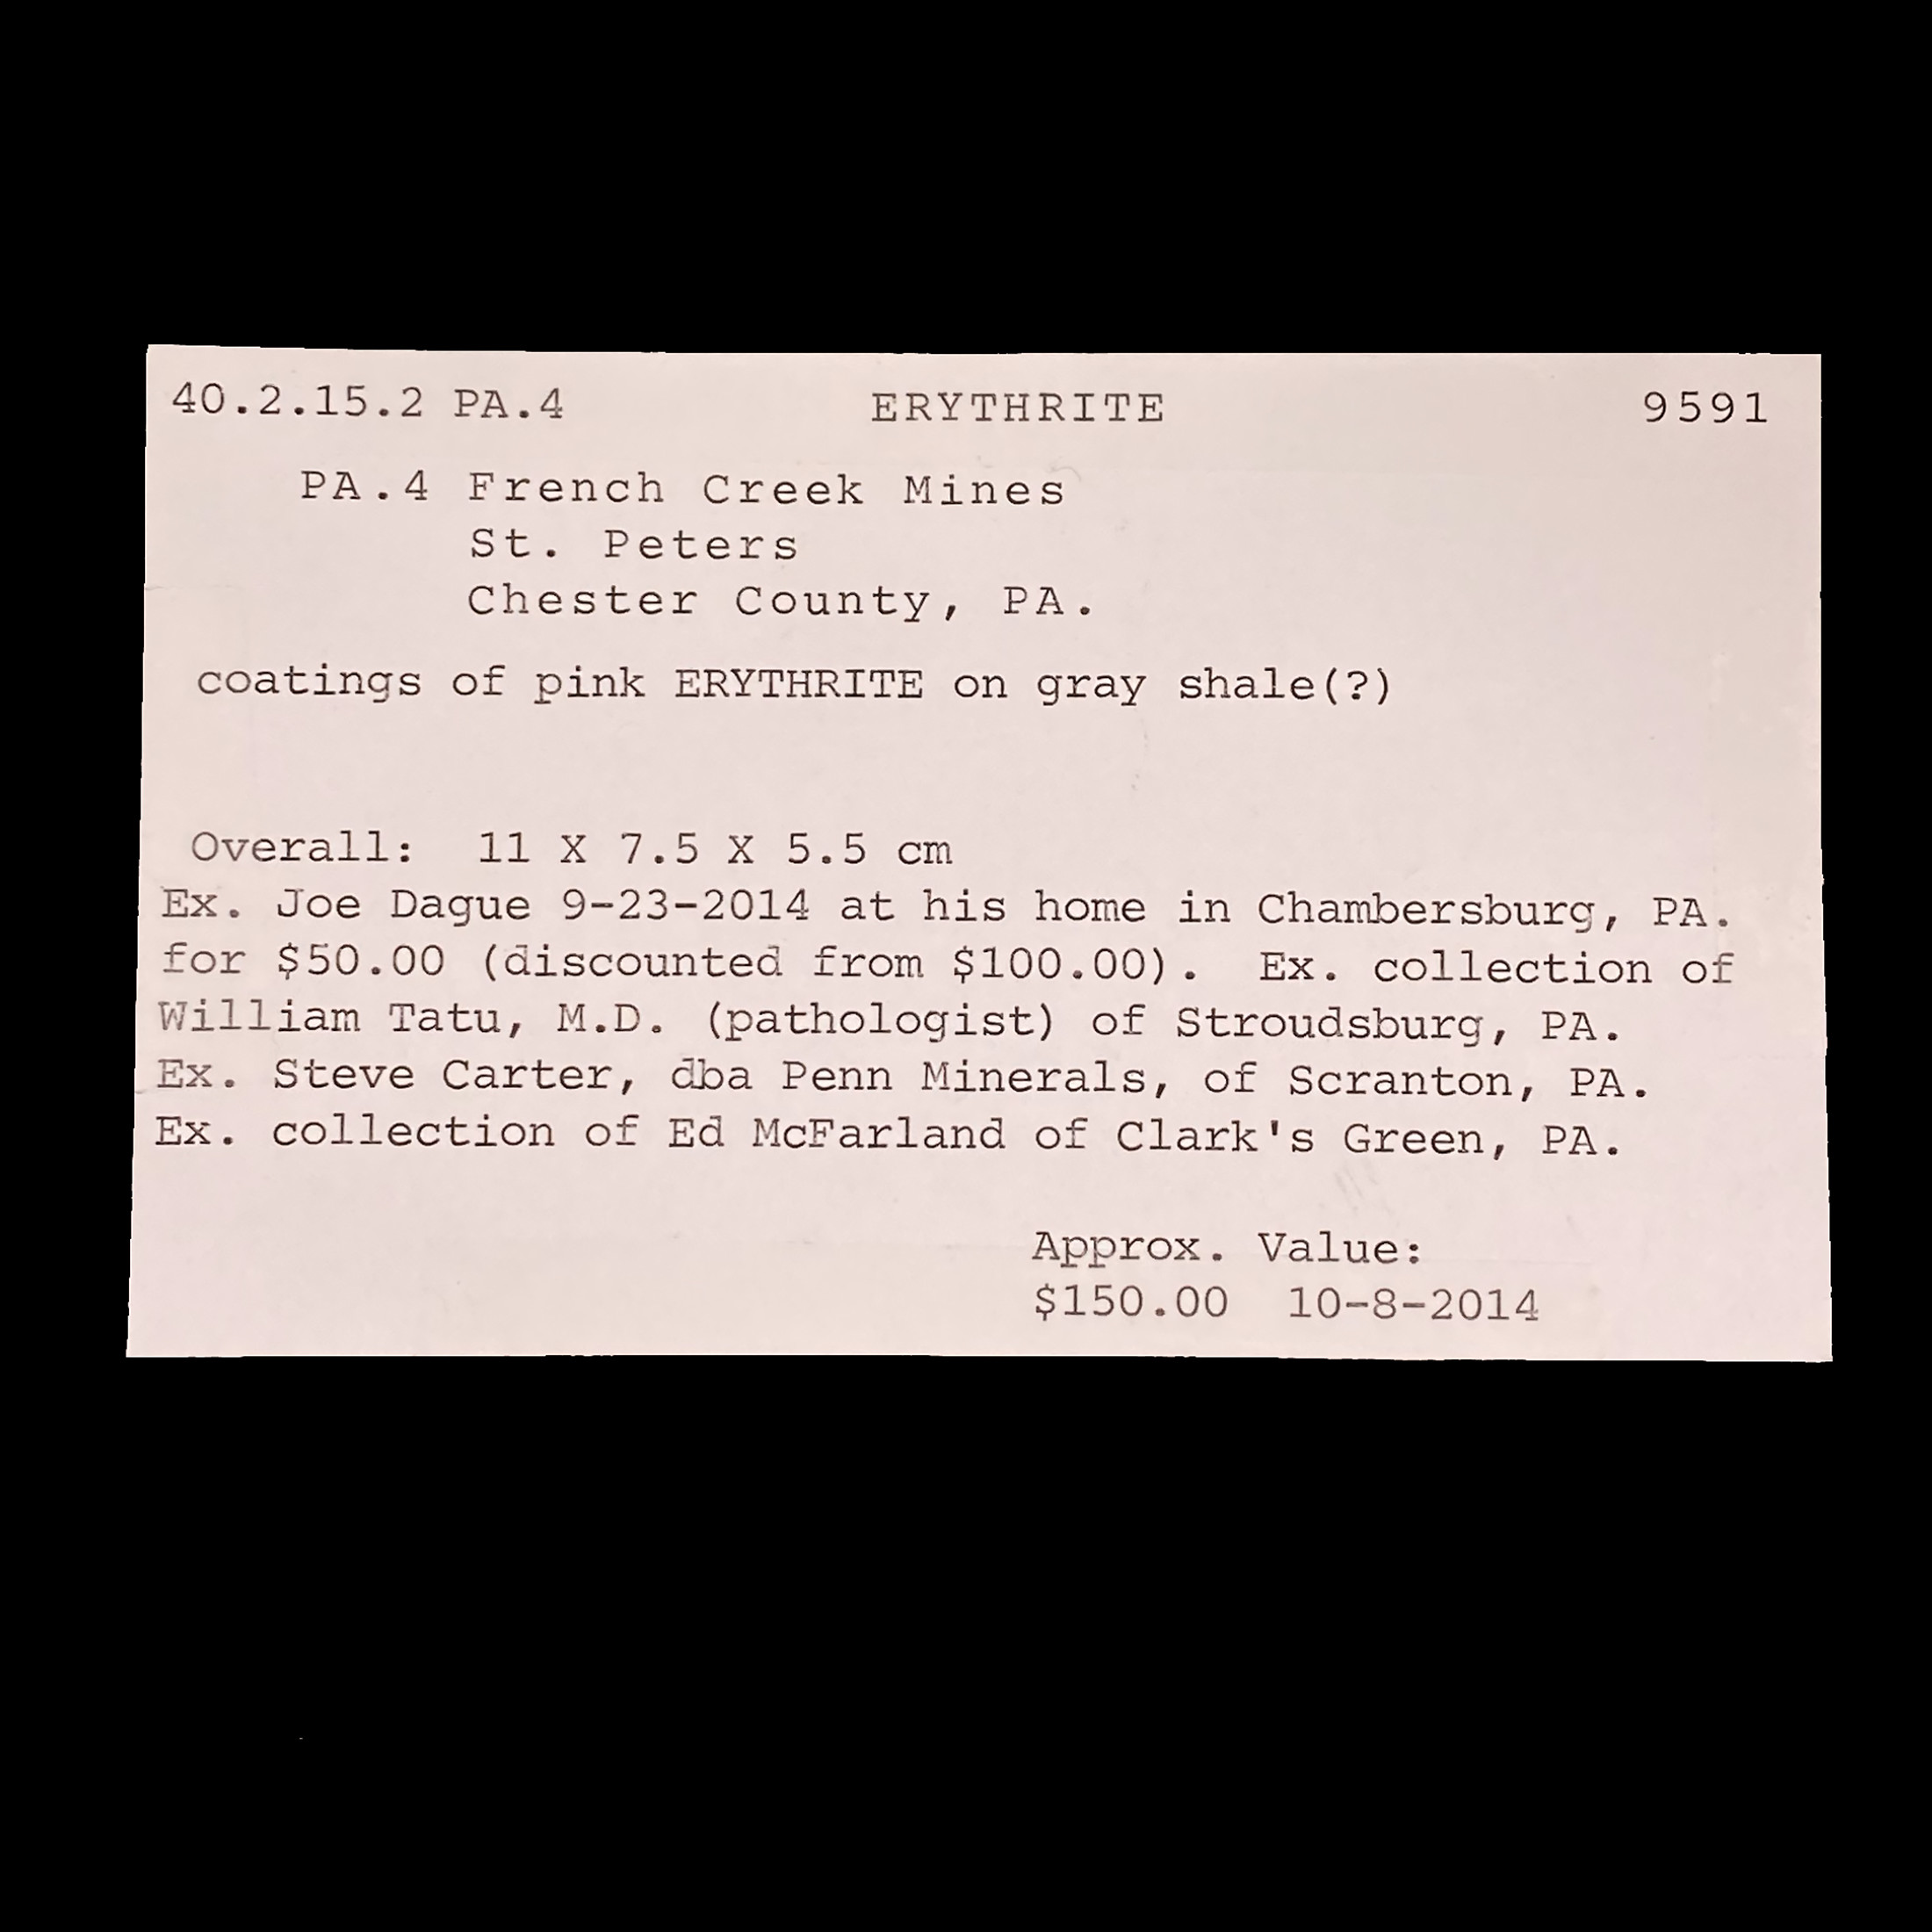 40.2.15.2 PA.4 ERYTHRITE 9591
PA.4 French Creek Mines
St. Peters
Chester County, PA.
coatings of pink ERYTHRITE on gray shale(?)
Overall: 11 X 7.5 X 5.5 cm
Ex. Joe Dague 9-23-2014 at his home in Chambersburg, PA.
for $50.00 (discounted from $100.00). Ex. collection of
William Tatu, M.D. (pathologist) of Stroudsburg, PA.
Ex. Steve Carter, dba Penn Minerals, of Scranton, PA.
Ex. collection of Ed McFarland of Clark's Green, PA.
Approx. Value:
$150.00 10-8-2014